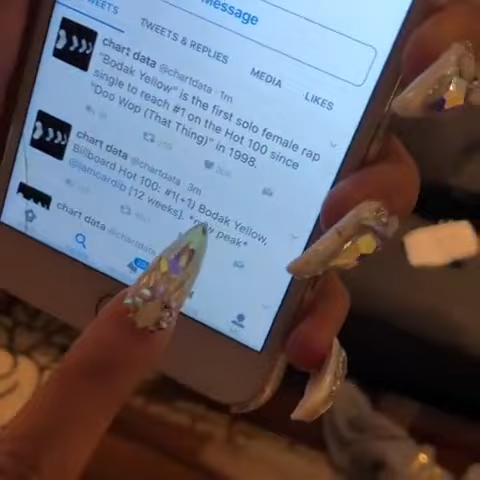 Message
TWEETS
TWEETS & REPLIES
MEDIA
LIKES
chart data @chartdata · 1m
"Bodak Yellow" is the first solo female rap
single to reach #1 on the Hot 100 since
"Doo Wop (That Thing)" in 1998.
chart data @chartdata · 3m
Billboard Hot 100: #1(+1) Bodak Yellow,
@iamcardib [12 weeks]. *new peak*
chart data @chartdata